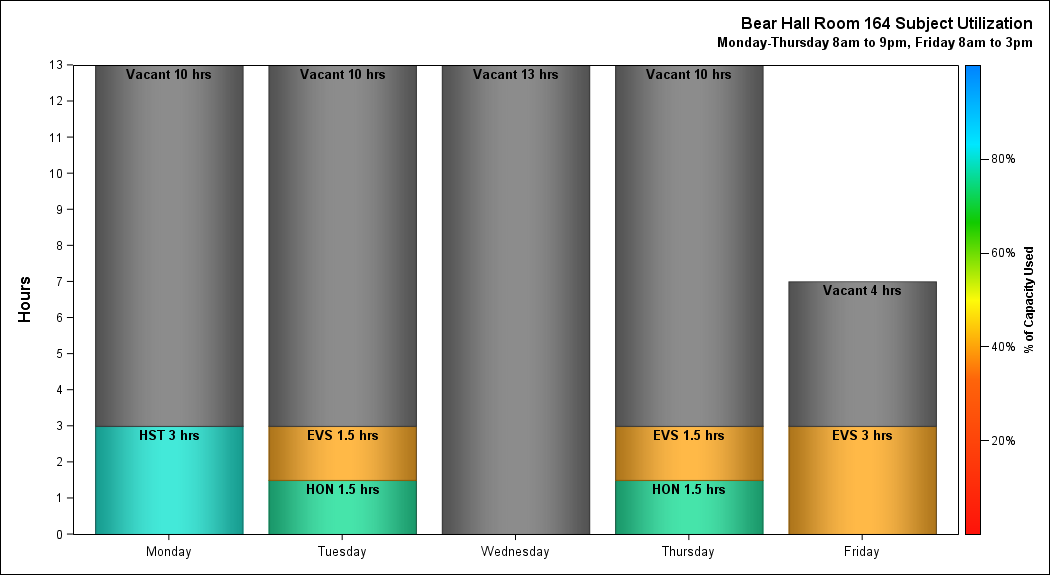 Bear Hall Room 164 Subject Utilization
Monday-Thursday 8am to 9pm, Friday 8am to 3pm
Hours
13
12
11
10
9
8
7
6
5
4
3
2
1
0
Vacant 10 hrs
HST 3 hrs
Vacant 10 hrs
EVS 1.5 hrs
HON 1.5 hrs
Vacant 13 hrs
Vacant 10 hrs
EVS 1.5 hrs
HON 1.5 hrs
Vacant 4 hrs
EVS 3 hrs
Monday
Tuesday
Wednesday
Thursday
Friday
80%
60%
40%
20%
% of Capacity Used